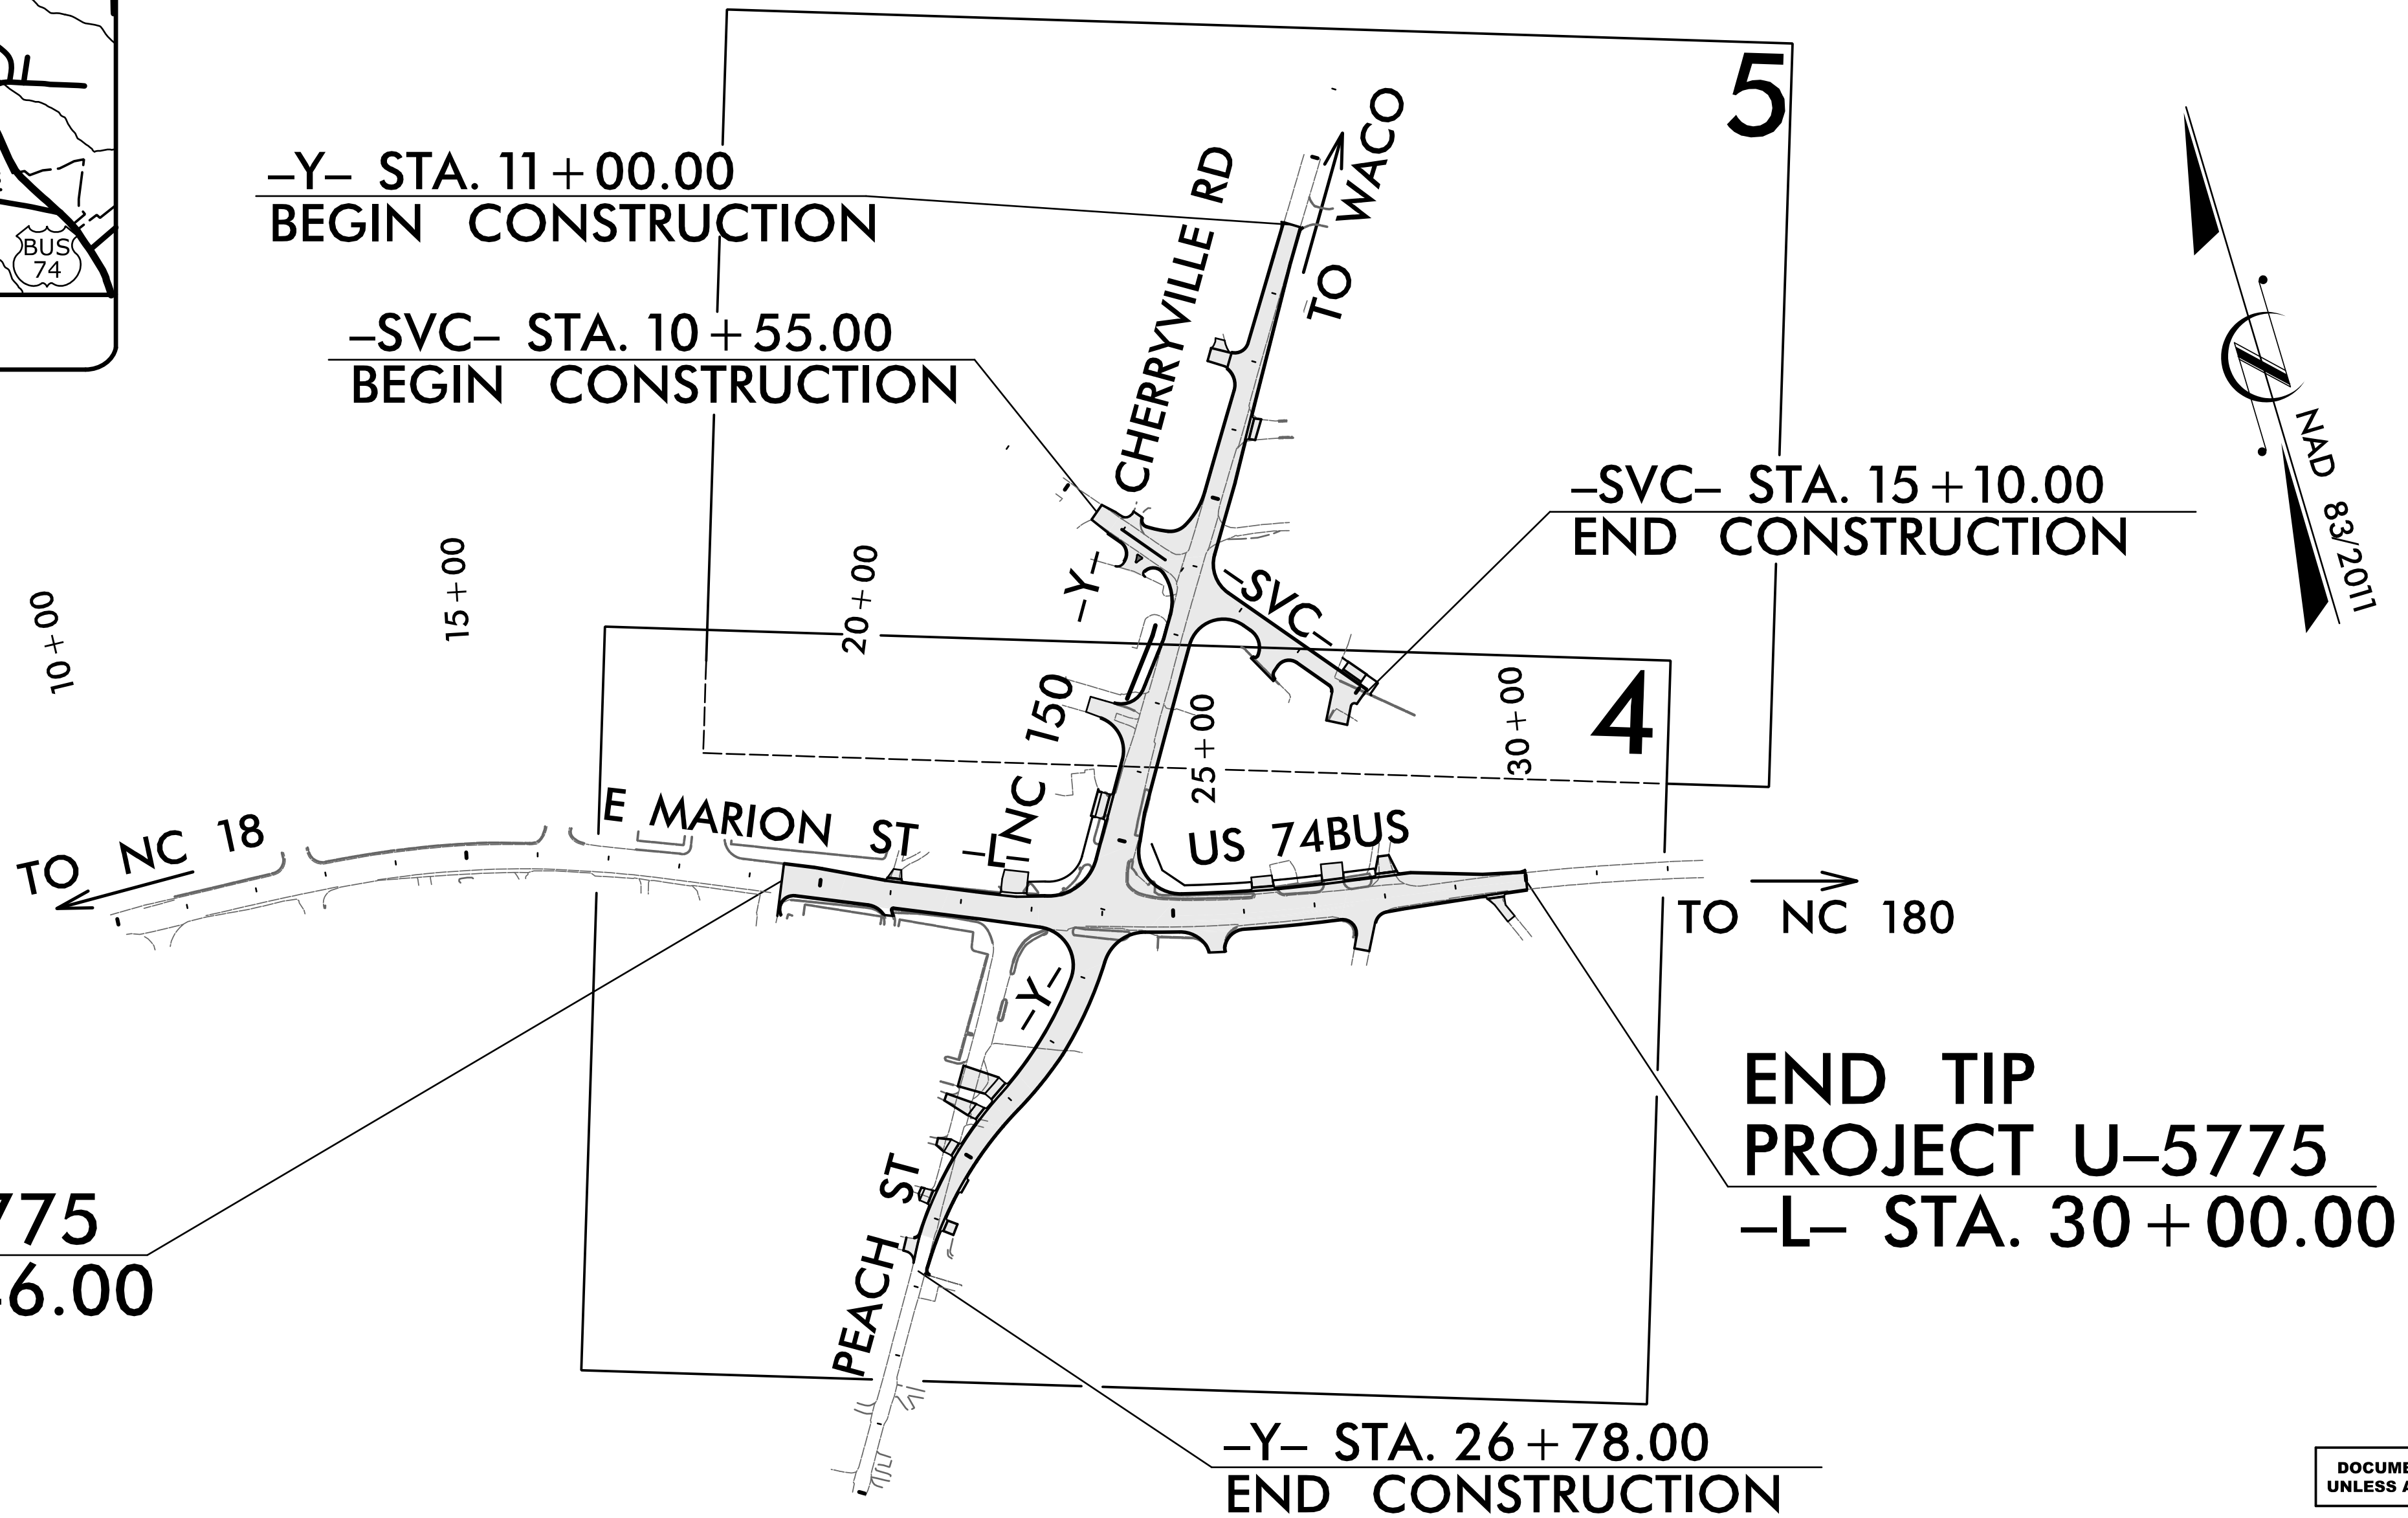 5
–Y– STA. 11+00.00
BEGIN CONSTRUCTION
BUS
74
–SVC– STA. 10+55.00
BEGIN CONSTRUCTION
CHERRYVILLE RD
TO WACO
NAD 83/2011
–SVC– STA. 15+10.00
END CONSTRUCTION
–Y–
–SVC–
10+00
15+00
20+00
25+00
30+00
4
NC 150
E MARION ST
–L–
US 74BUS
TO NC 18
TO NC 180
–Y–
END TIP
PROJECT U–5775
–L– STA. 30+00.00
775
6.00
PEACH ST
–Y– STA. 26+78.00
END CONSTRUCTION
UNLESS